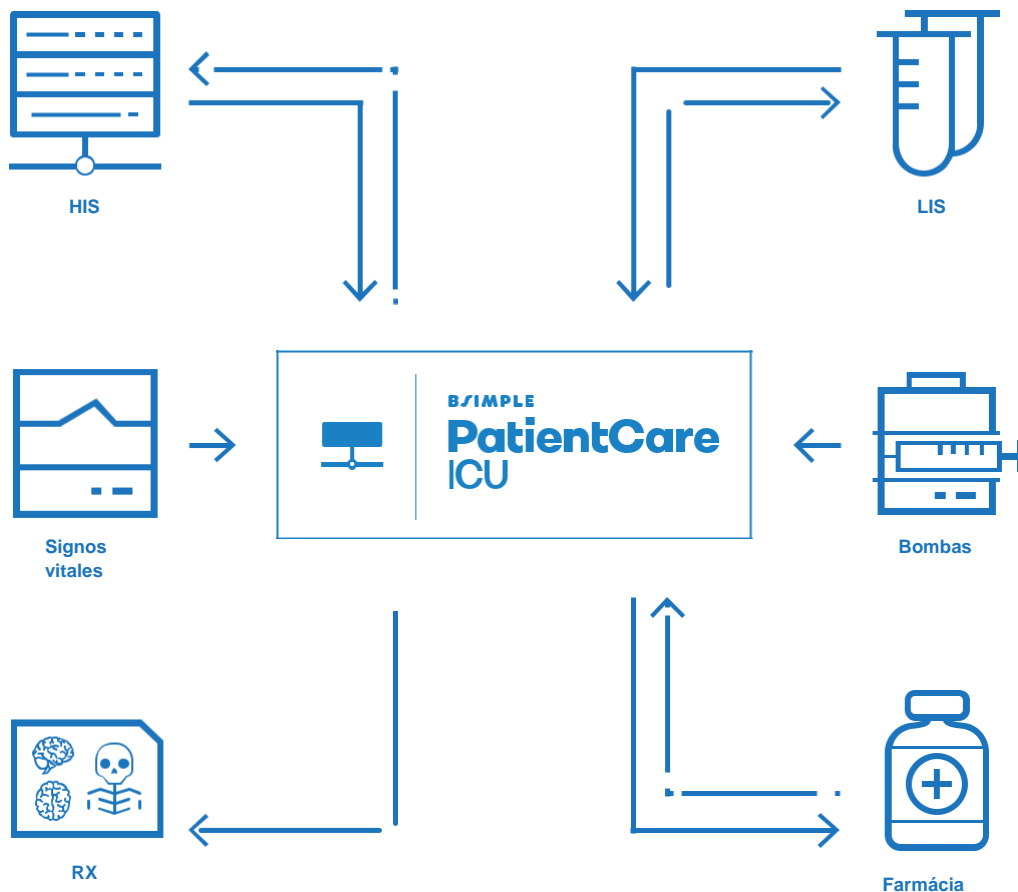 HIS
LIS
BSIMPLE
PatientCare
ICU
Signos
vitales
Bombas
RX
Farmácia